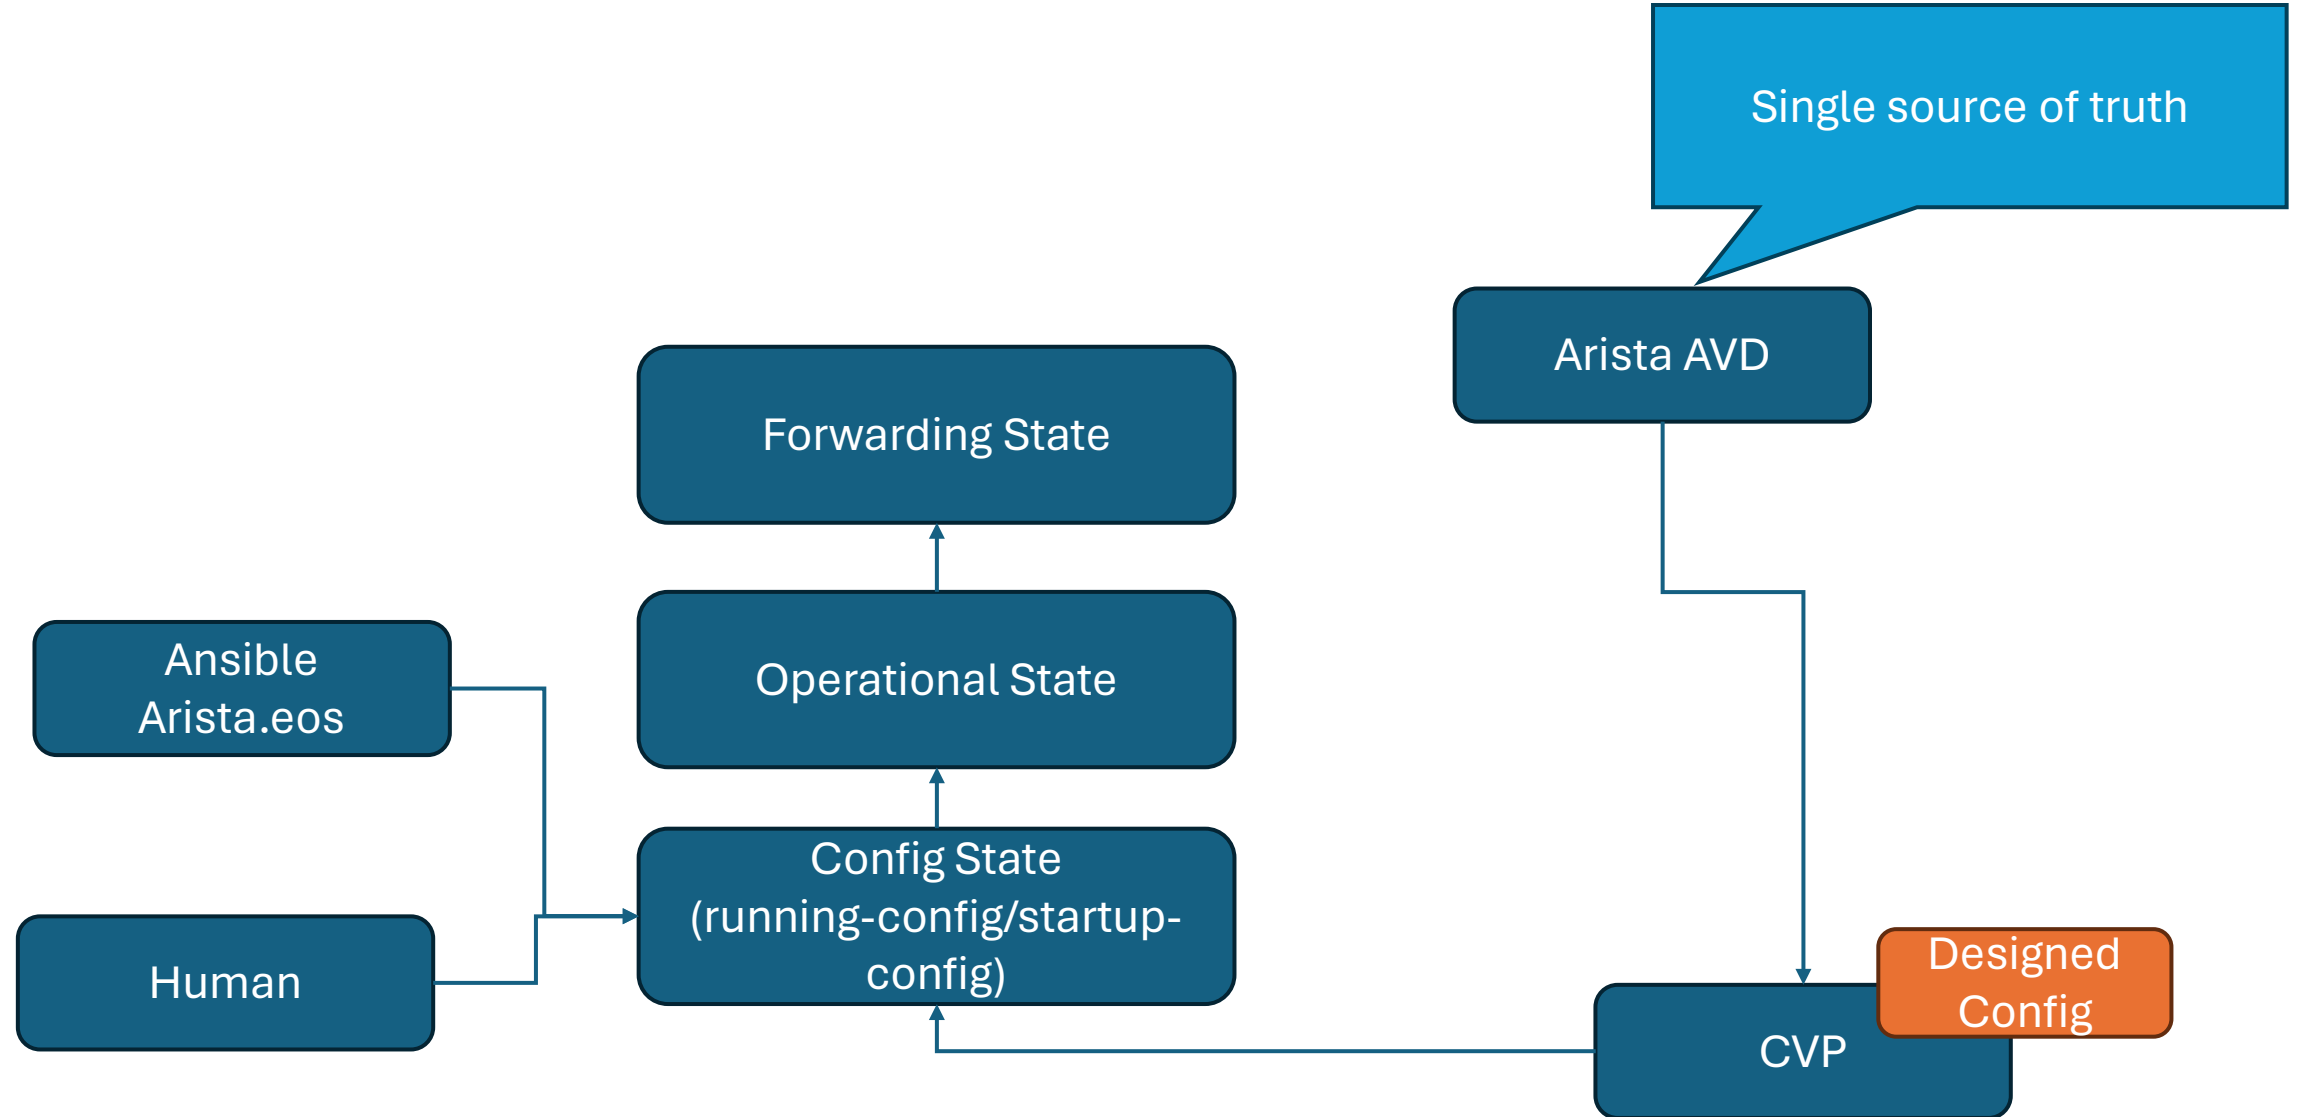 Single source of truth
Arista AVD
Forwarding State
Operational State
Ansible
Arista.eos
Config State
(running-config/startup-
config)
Human
Designed
Config
CVP